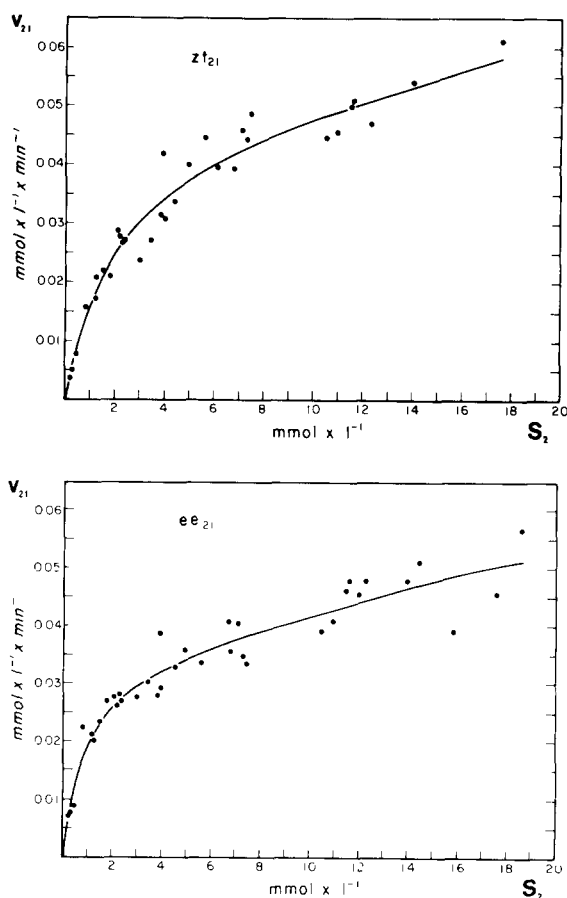 V₂₁
zt₂₁
mmol x l⁻¹ x min⁻¹
0.06
0.05
0.04
0.03
0.02
0.01
2 4 6 8 10 12 14 16 18 20
mmol x l⁻¹ S₂
V₂₁
ee₂₁
mmol x l⁻¹ x min⁻
0.06
0.05
0.04
0.03
0.02
0.01
2 4 6 8 10 12 14 16 18 20
mmol x l⁻¹ S₂